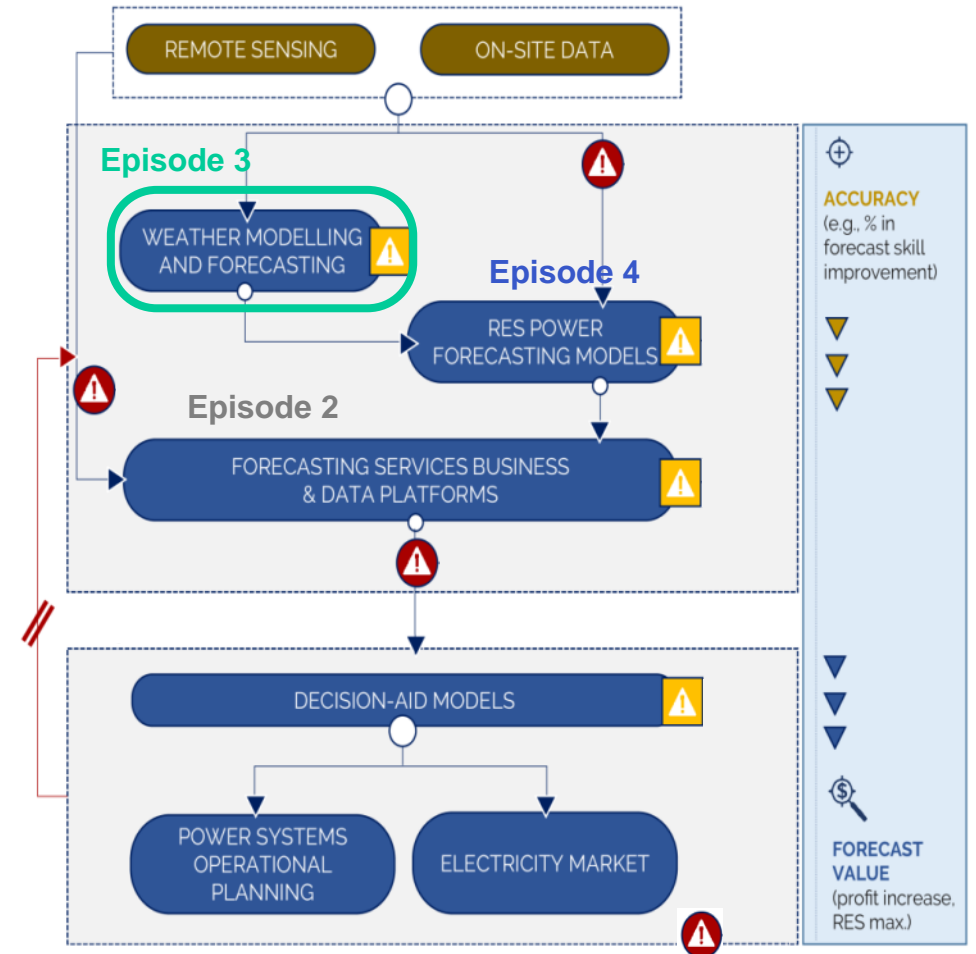 REMOTE SENSING
ON-SITE DATA
Episode 3
WEATHER MODELLING
AND FORECASTING
Episode 4
RES POWER
FORECASTING MODELS
Episode 2
FORECASTING SERVICES BUSINESS
& DATA PLATFORMS
DECISION-AID MODELS
POWER SYSTEMS
OPERATIONAL
PLANNING
ELECTRICITY MARKET
ACCURACY
(e.g., % in
forecast skill
improvement)
FORECAST
VALUE
(profit increase,
RES max.)